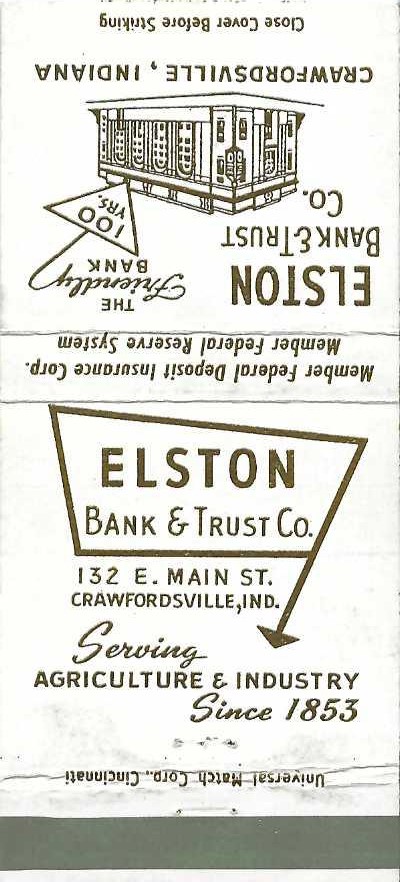 ELSTON
BANK & TRUST
CO.
THE
Friendly
BANK
100
YRS.
CRAWFORDSVILLE, INDIANA
Close Cover Before Striking
Member Federal Deposit Insurance Corp.
Member Federal Reserve System
ELSTON
BANK & TRUST CO.
132 E. MAIN ST.
CRAWFORDSVILLE, IND.
Serving
AGRICULTURE & INDUSTRY
Since 1853
Universal Match Corp., Cincinnati